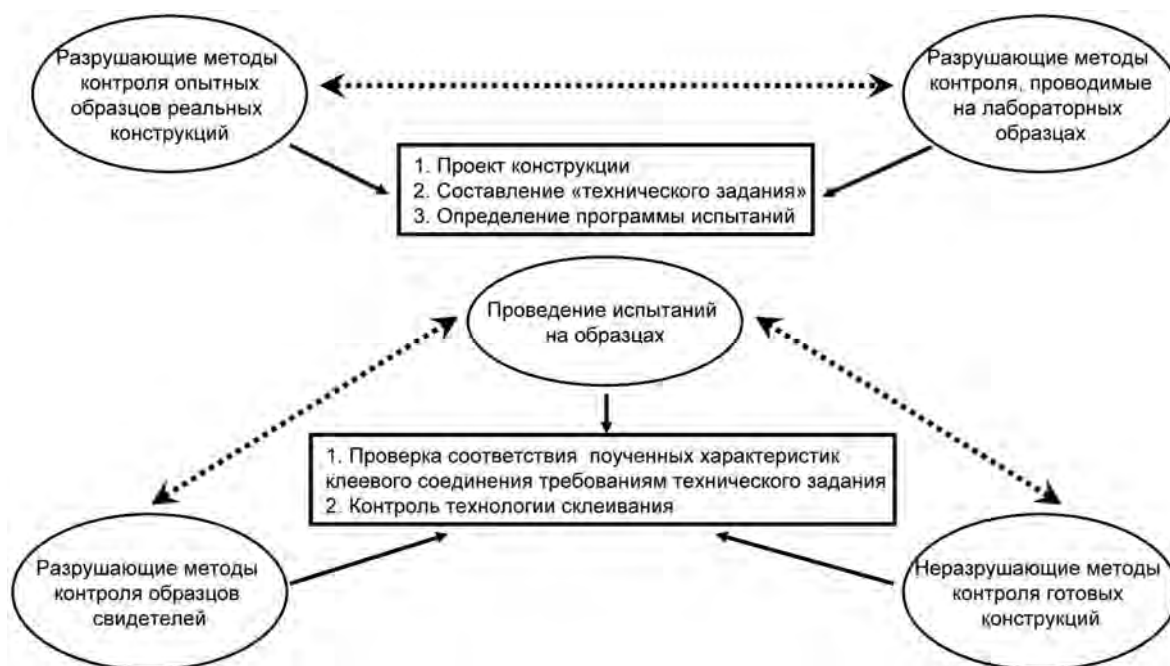 Разрушающие методы
контроля опытных
образцов реальных
конструкций
Разрушающие методы
контроля, проводимые
на лабораторных
образцах
1. Проект конструкции
2. Составление «технического задания»
3. Определение программы испытаний
Проведение испытаний
на образцах
1. Проверка соответствия поученных характеристик
клеевого соединения требованиям технического задания
2. Контроль технологии склеивания
Разрушающие методы
контроля образцов
свидетелей
Неразрушающие методы
контроля готовых
конструкций